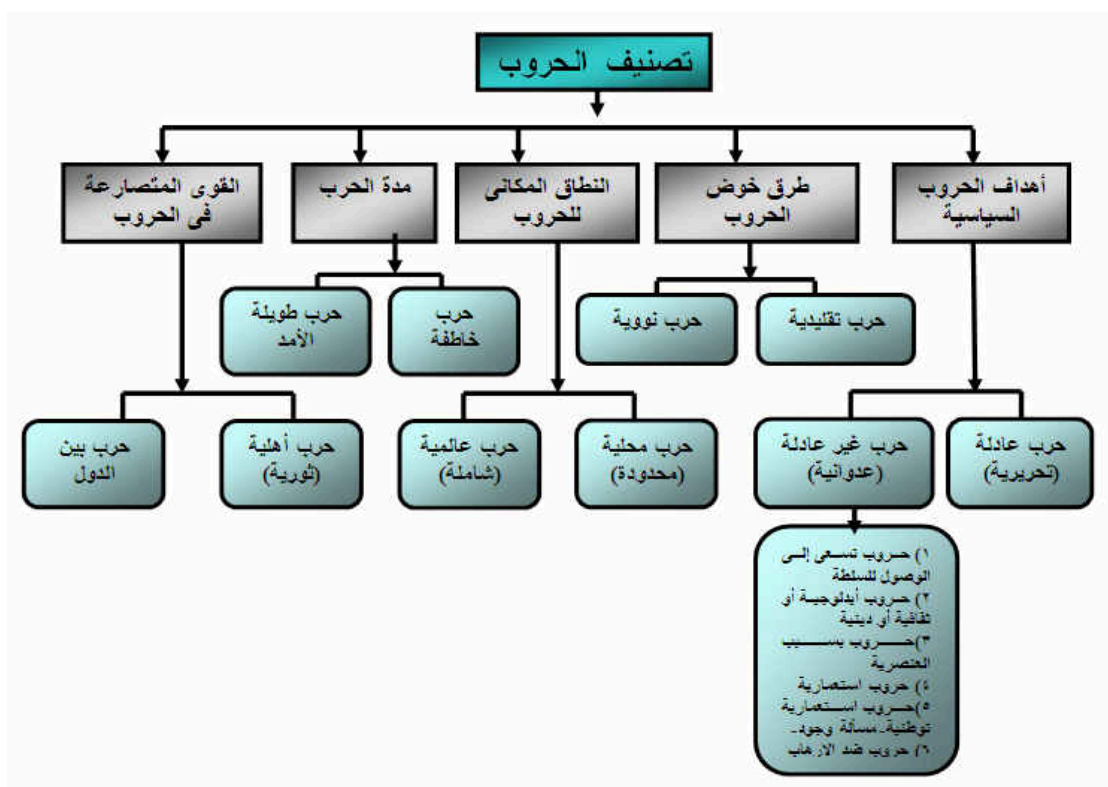 تصنيف الحروب
أهداف الحروب
السياسية
طرق خوض
الحروب
النطاق المكانى
للحروب
مدة الحرب
القوى المتصارعة
فى الحروب
حرب تقليدية
حرب نووية
حرب
خاطفة
حرب طويلة
الأمد
حرب عادلة
(تحريرية)
حرب غير عادلة
(عدوانية)
حرب محلية
(محدودة)
حرب عالمية
(شاملة)
حرب أهلية
(ثورية)
حرب بين
الدول
١) حروب تسعى إلى
الوصول للسلطة
٢) حروب أيدلوجية أو
ثقافية أو دينية
٣)حروب بسبب
العنصرية
٤) حروب استعمارية
٥)حروب استعمارية
توطنية-مسألة وجود-
٦) حروب ضد الارهاب